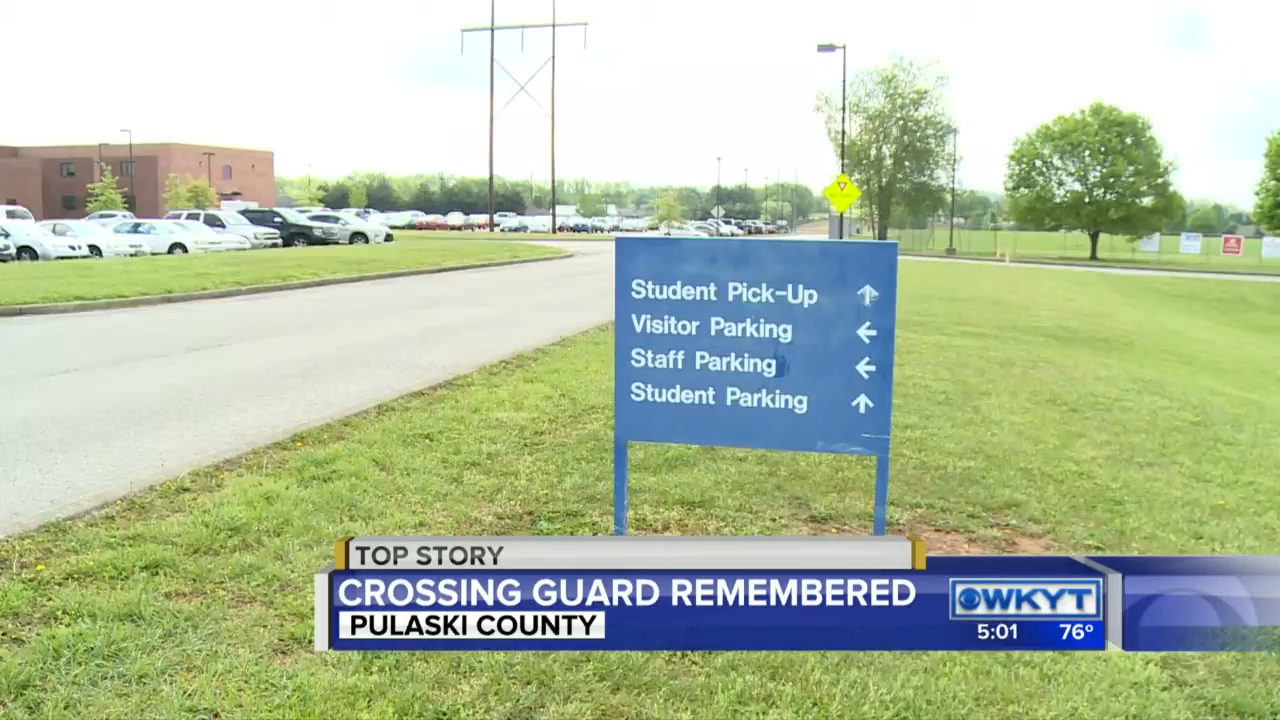 Student Pick-Up ↑
Visitor Parking ←
Staff Parking ←
Student Parking ↑
TOP STORY
CROSSING GUARD REMEMBERED
PULASKI COUNTY
WKYT
5:01 76°